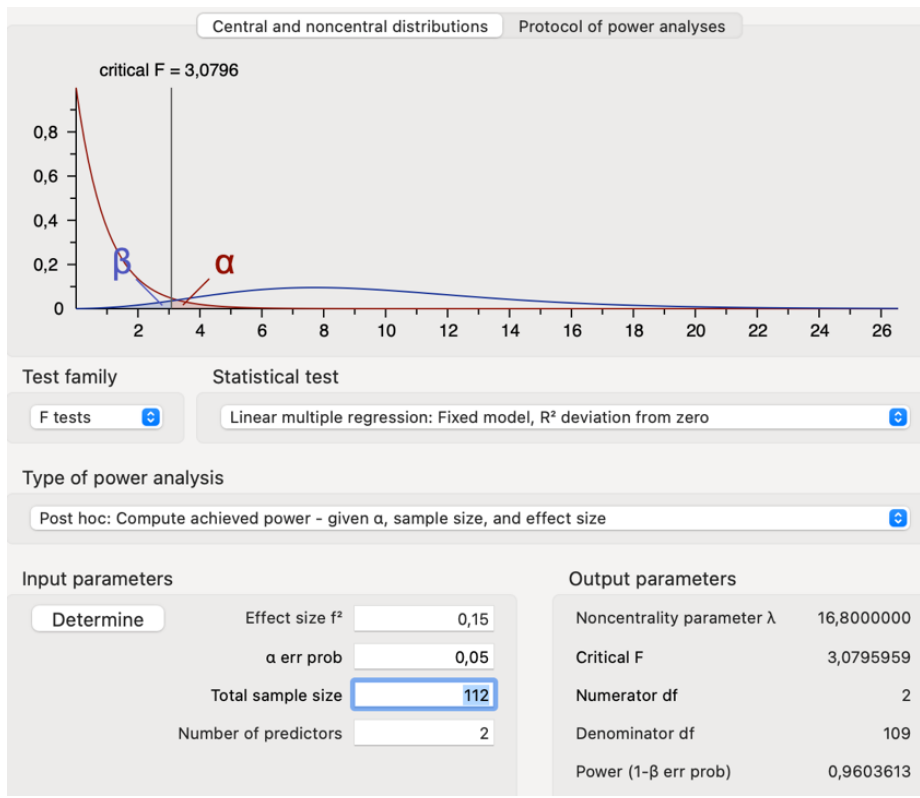 Central and noncentral distributions Protocol of power analyses
critical F = 3,0796
0,8
0,6
0,4
0,2
0
β
α
2 4 6 8 10 12 14 16 18 20 22 24 26
Test family Statistical test
F tests Linear multiple regression: Fixed model, R² deviation from zero
Type of power analysis
Post hoc: Compute achieved power - given α, sample size, and effect size
Input parameters Output parameters
Determine Effect size f² 0,15 Noncentrality parameter λ 16,8000000
α err prob 0,05 Critical F 3,0795959
Total sample size 112 Numerator df 2
Number of predictors 2 Denominator df 109
Power (1-β err prob) 0,9603613